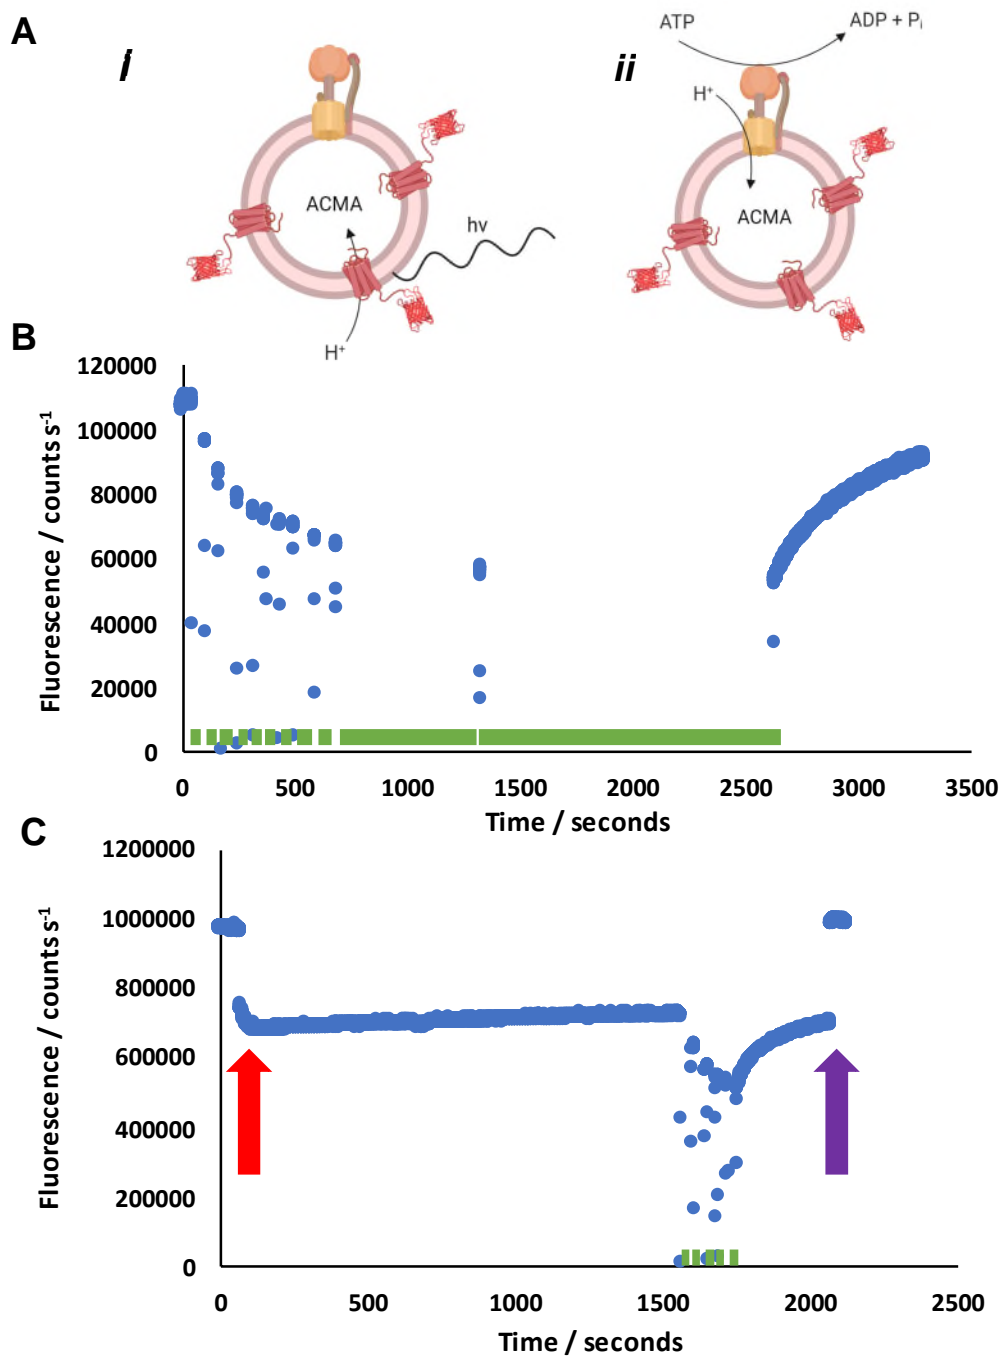 A
i
ii
ATP
ADP + Pi
H⁺
ACMA
hv
H⁺
ACMA
B
120000
100000
80000
60000
40000
20000
0
Fluorescence / counts s⁻¹
0 500 1000 1500 2000 2500 3000 3500
Time / seconds
C
1200000
1000000
800000
600000
400000
200000
0
Fluorescence / counts s⁻¹
0 500 1000 1500 2000 2500
Time / seconds